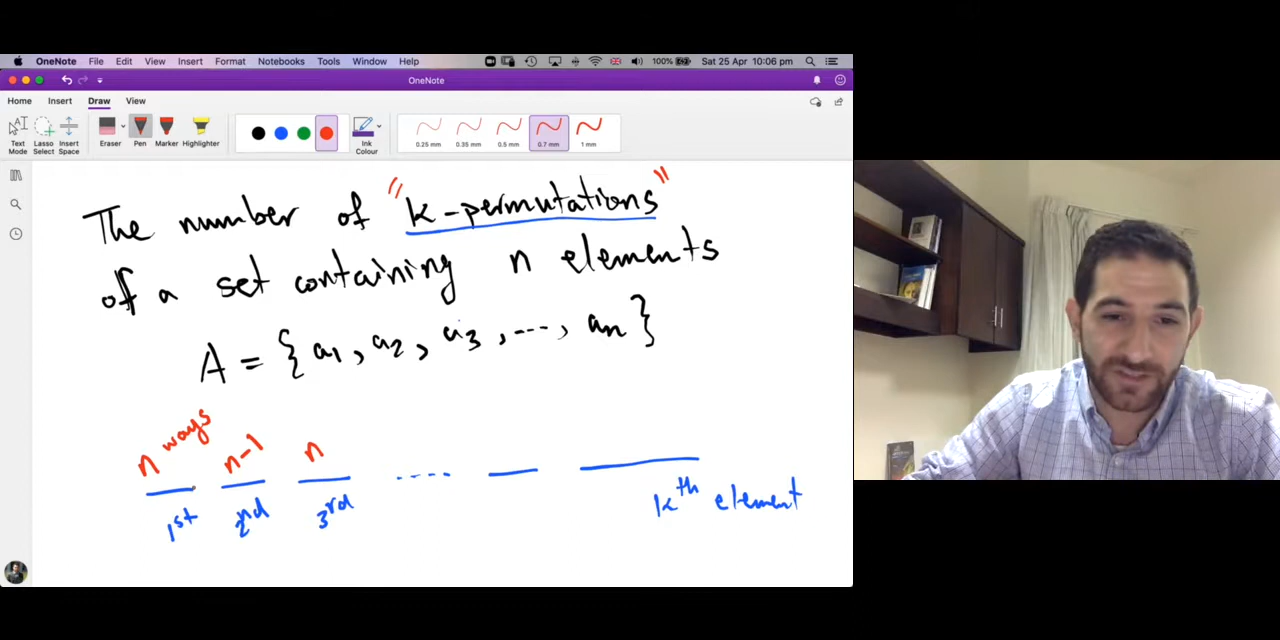 OneNote File Edit View Insert Format Notebooks Tools Window Help 100% Sat 25 Apr 10:06 pm
OneNote
Home Insert Draw View
Text Mode Lasso Select Insert Space Eraser Pen Marker Highlighter Ink Colour 0.25 mm 0.35 mm 0.5 mm 0.7 mm 1 mm
The number of "k-permutations"
of a set containing n elements
A = { a1, a2, a3, ...., an }
n ways n-1 n
.....
1st 2nd 3rd kth element